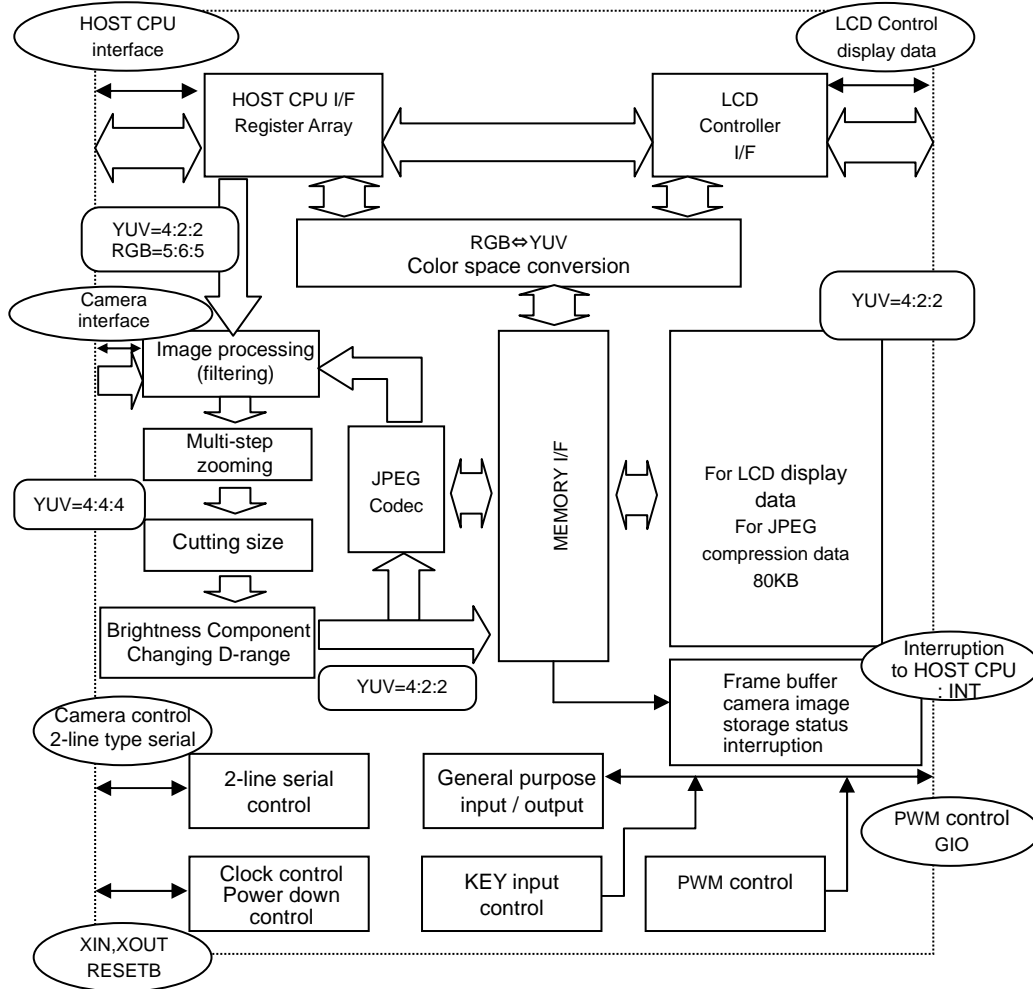 HOST CPU
interface
LCD Control
display data
HOST CPU I/F
Register Array
LCD
Controller
I/F
YUV=4:2:2
RGB=5:6:5
RGB⇔YUV
Color space conversion
YUV=4:2:2
Camera
interface
Image processing
(filtering)
Multi-step
zooming
YUV=4:4:4
Cutting size
JPEG
Codec
MEMORY I/F
For LCD display
data
For JPEG
compression data
80KB
Brightness Component
Changing D-range
YUV=4:2:2
Interruption
to HOST CPU
: INT
Frame buffer
camera image
storage status
interruption
Camera control
2-line type serial
2-line serial
control
General purpose
input / output
PWM control
GIO
Clock control
Power down
control
KEY input
control
PWM control
XIN,XOUT
RESETB